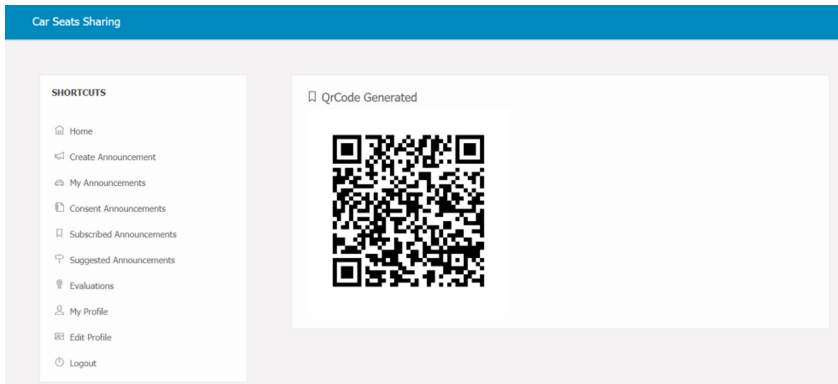 Car Seats Sharing
SHORTCUTS
Home
Create Announcement
My Announcements
Consent Announcements
Subscribed Announcements
Suggested Announcements
Evaluations
My Profile
Edit Profile
Logout
QrCode Generated